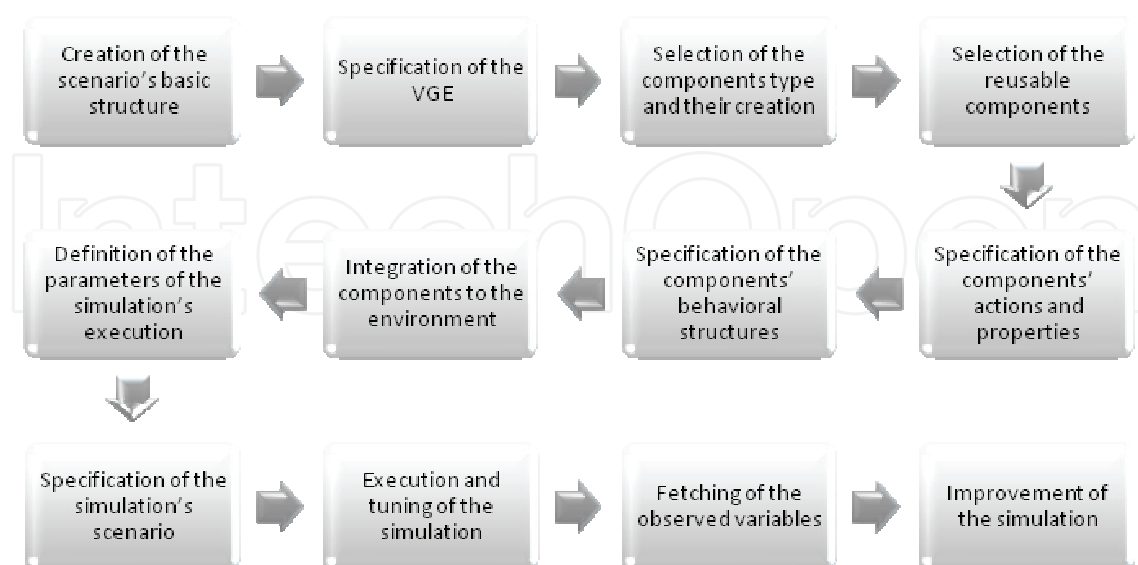 Creation of the
scenario's basic
structure
Specification of the
VGE
Selection of the
components type
and their creation
Selection of the
reusable
components
Specification of the
components'
actions and
properties
Specification of the
components'
behavioral
structures
Integration of the
components to the
environment
Definition of the
parameters of the
simulation's
execution
Specification of the
simulation's
scenario
Execution and
tuning of the
simulation
Fetching of the
observed variables
Improvement of
the simulation
IntechOpen